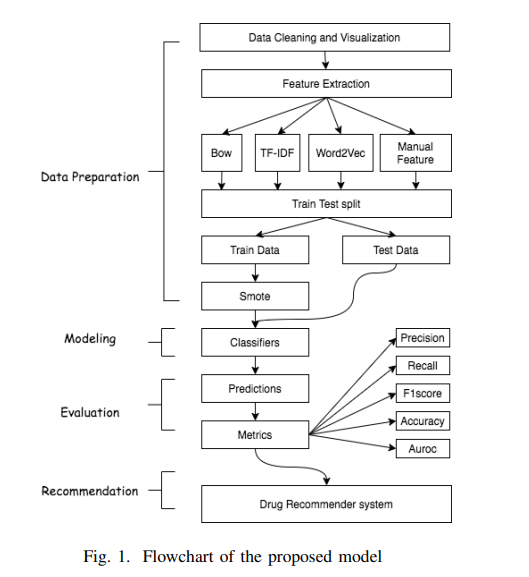 Data Cleaning and Visualization
Feature Extraction
Bow
TF-IDF
Word2Vec
Manual
Feature
Data Preparation
Train Test split
Train Data
Test Data
Smote
Modeling
Classifiers
Precision
Recall
F1score
Accuracy
Auroc
Evaluation
Predictions
Metrics
Recommendation
Drug Recommender system
Fig. 1. Flowchart of the proposed model